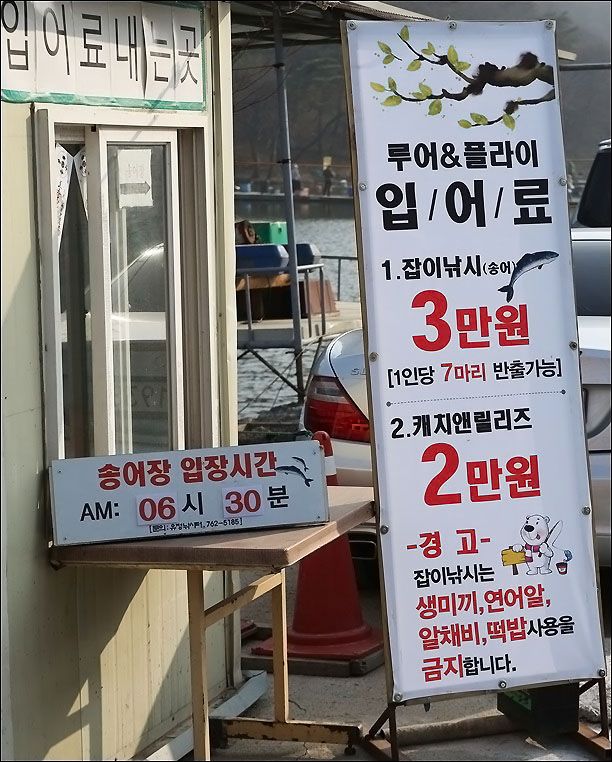 입어료내는곳
루어&플라이
입/어/료
1.잡이낚시(송어)
3만원
[1인당 7마리 반출가능]
2.캐치앤릴리즈
2만원
-경 고-
잡이낚시는
생미끼,연어알,
알채비,떡밥사용을
금지합니다.
송어장 입장시간
AM: 06시 30분
762-5185]